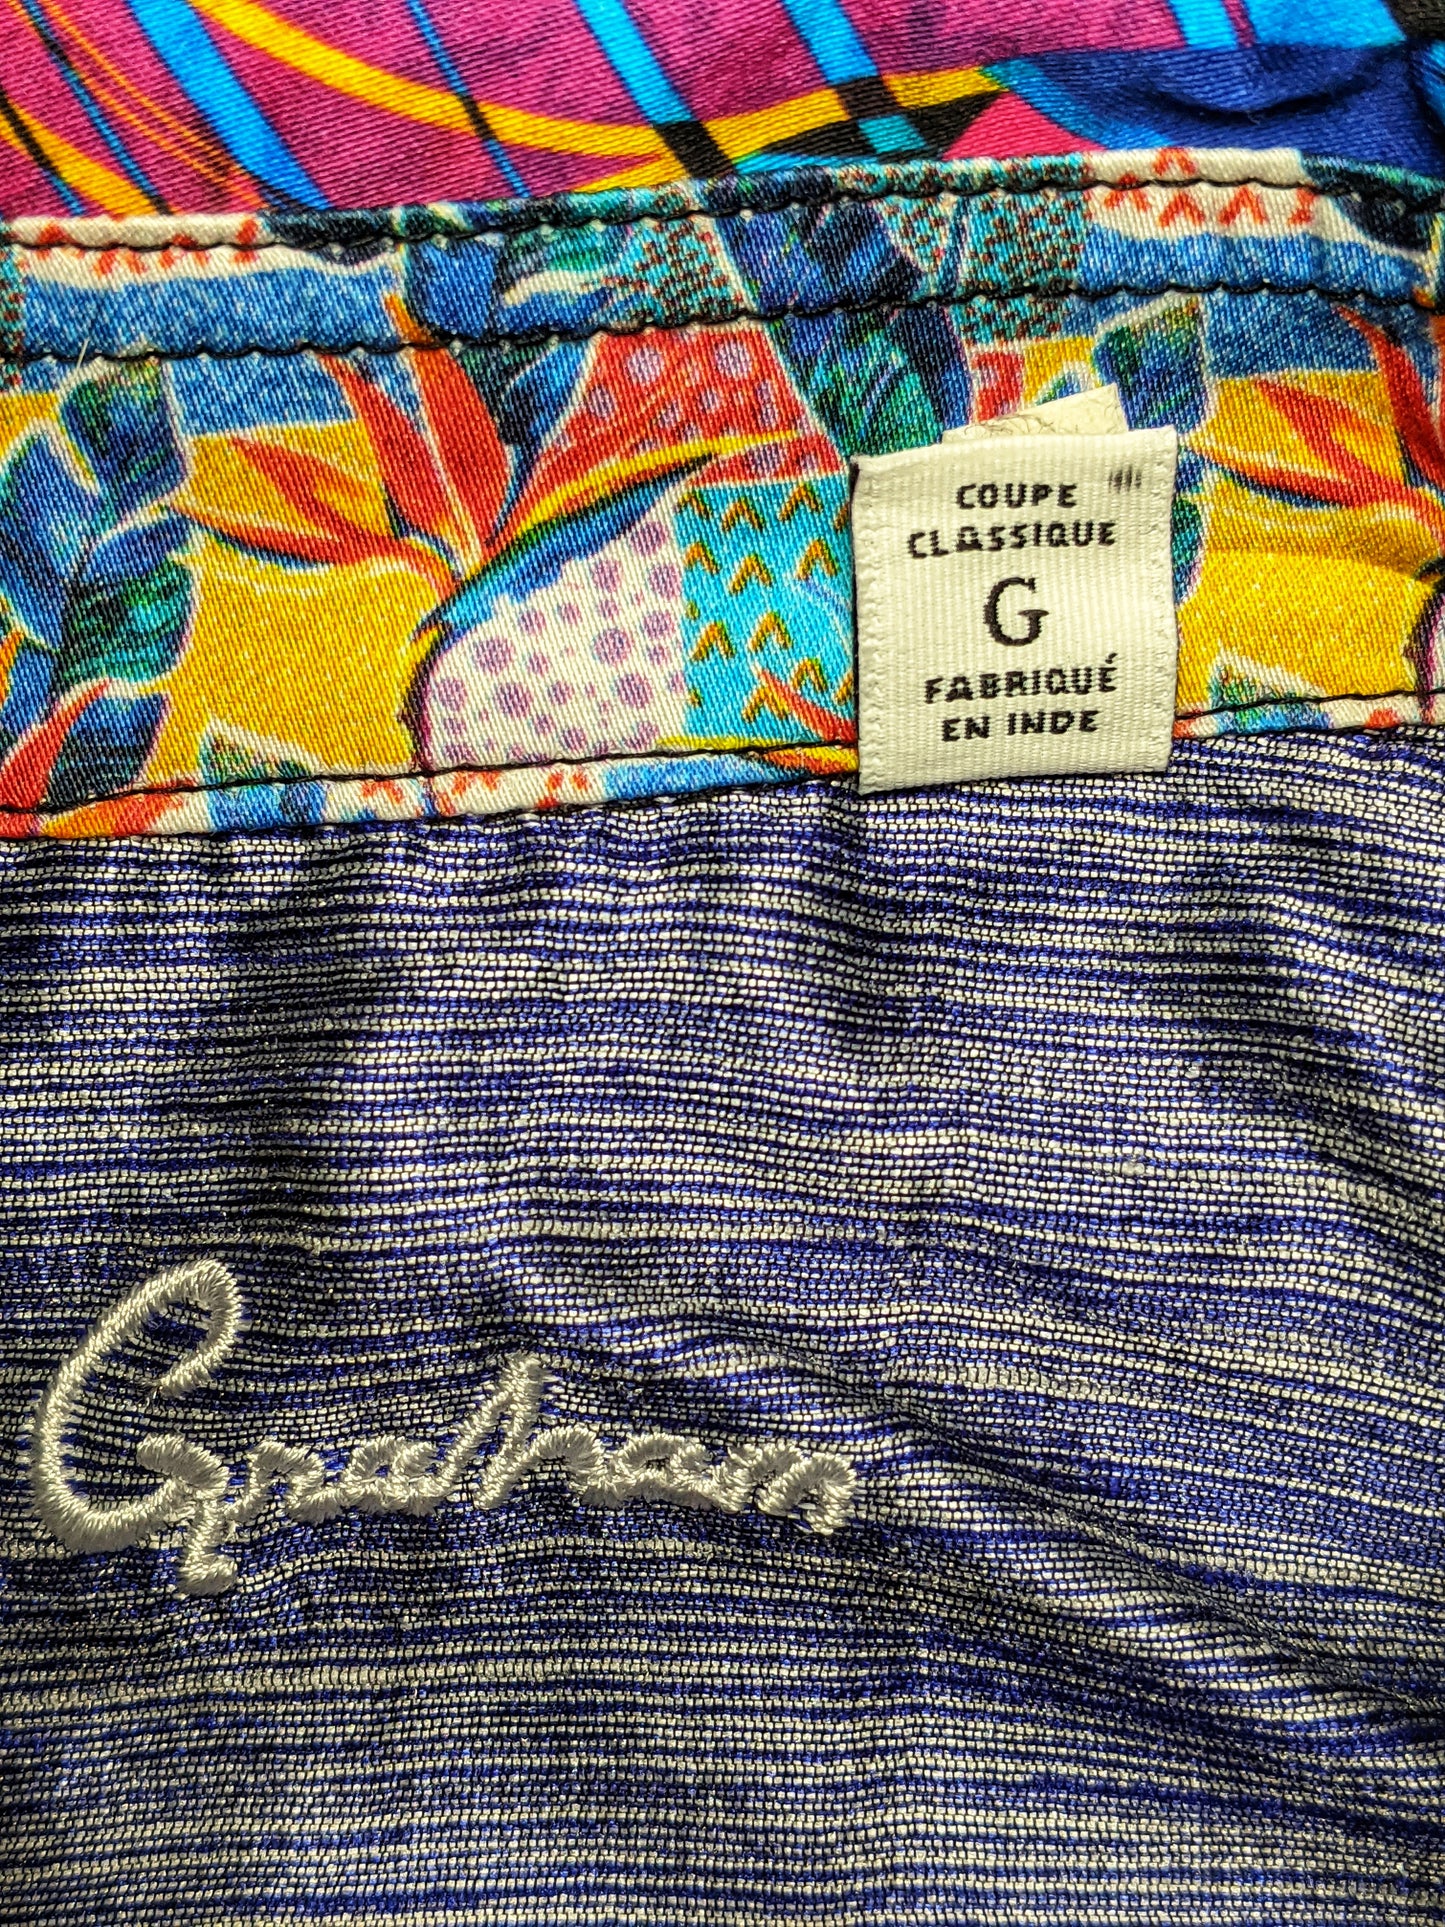 COUPE
CLASSIQUE
G
FABRIQUÉ
EN INDE
Graham